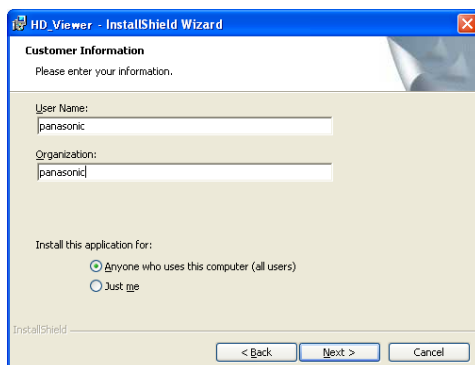 HD_Viewer - InstallShield Wizard
Customer Information
Please enter your information.
User Name:
panasonic
Organization:
panasonic
Install this application for:
Anyone who uses this computer (all users)
Just me
InstallShield
< Back Next > Cancel